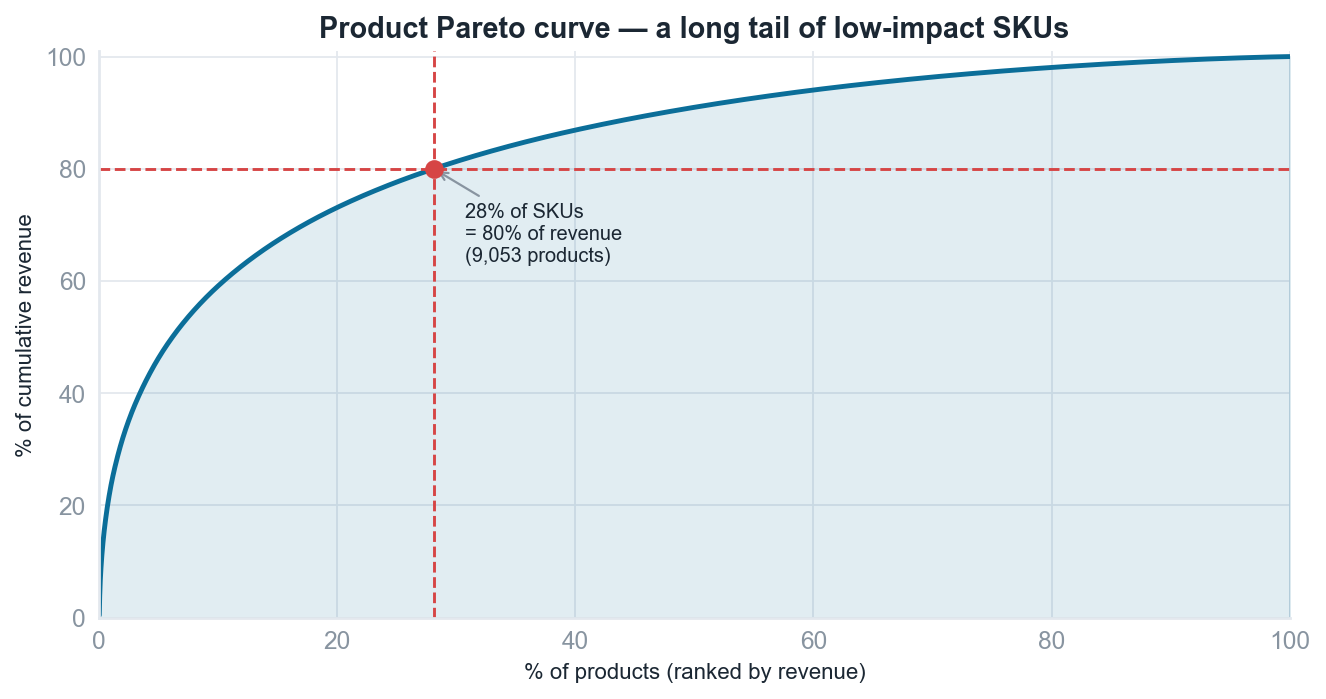 Product Pareto curve — a long tail of low-impact SKUs
100
80
60
40
20
0
% of cumulative revenue
28% of SKUs
= 80% of revenue
(9,053 products)
0 20 40 60 80 100
% of products (ranked by revenue)